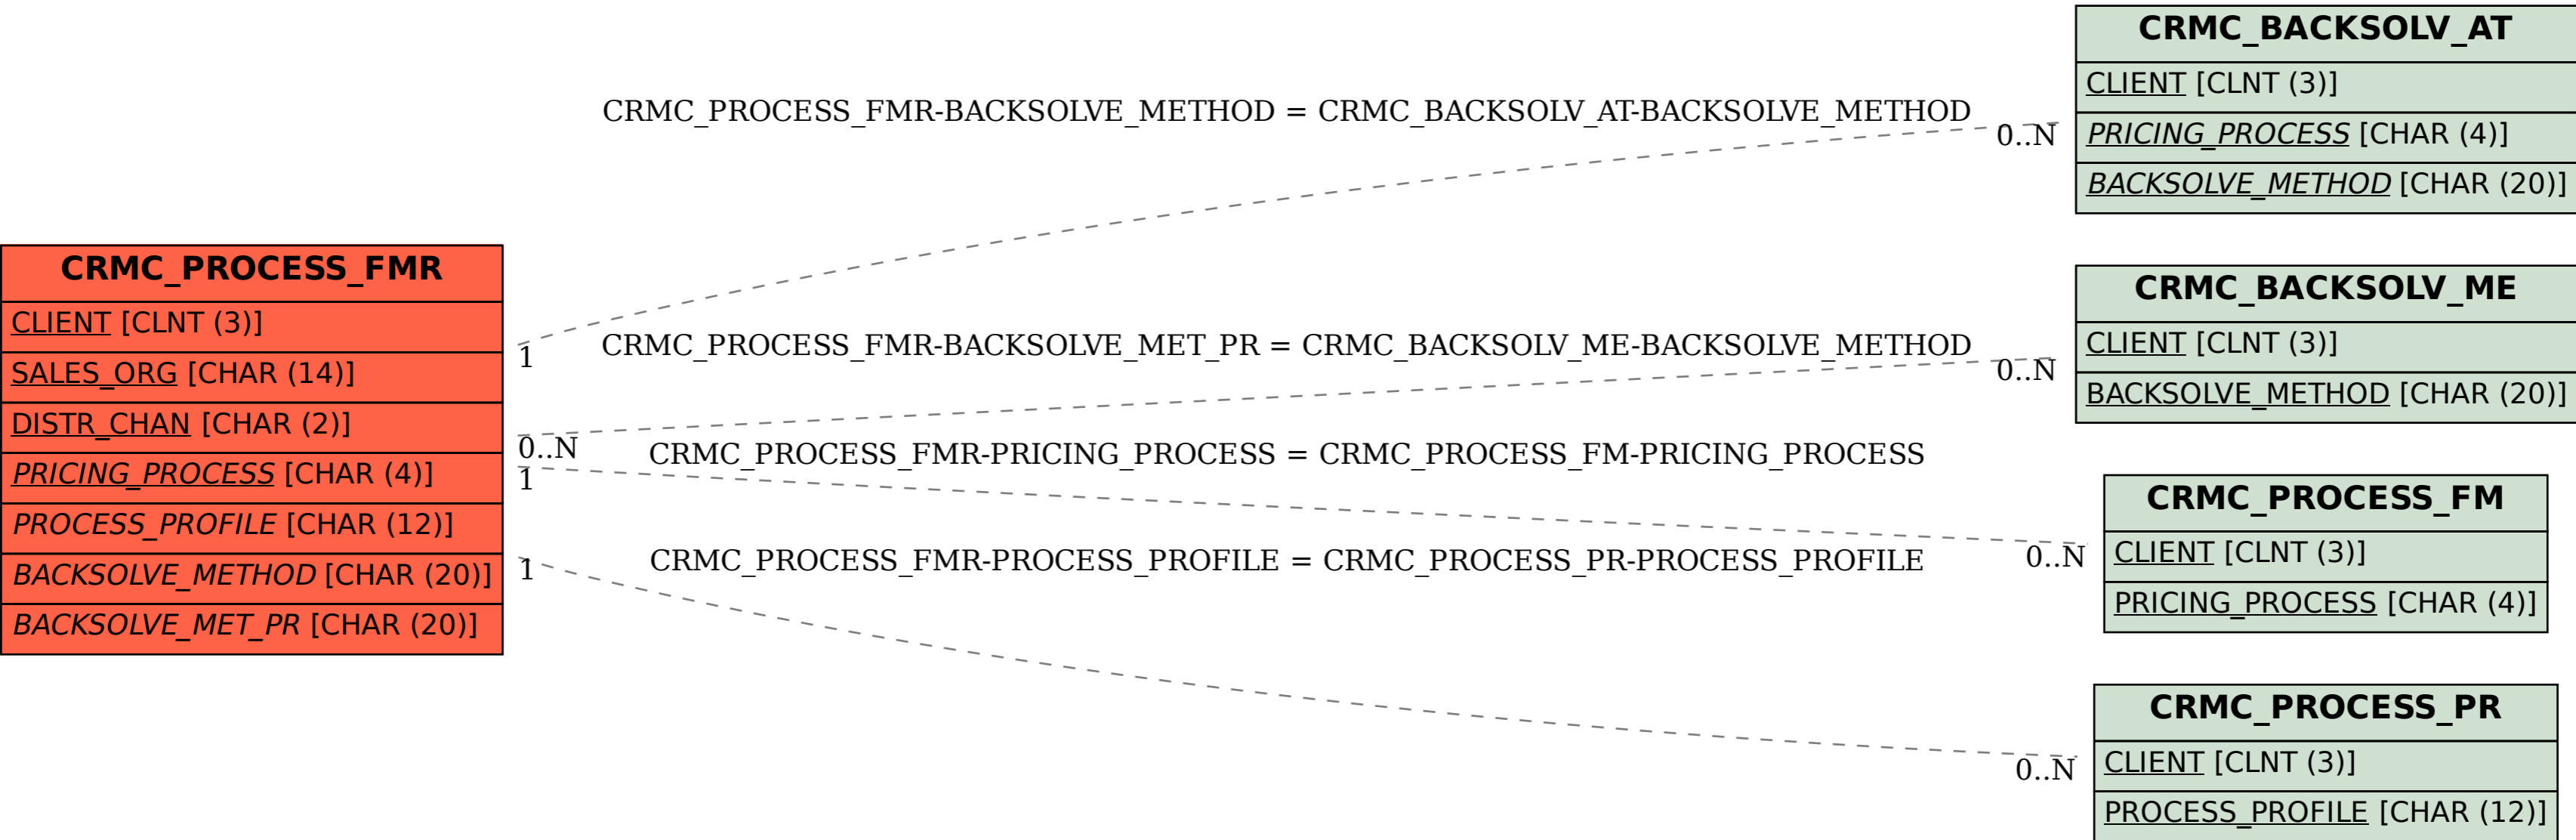 CRMC_PROCESS_FMR
CLIENT [CLNT (3)]
SALES_ORG [CHAR (14)]
DISTR_CHAN [CHAR (2)]
PRICING_PROCESS [CHAR (4)]
PROCESS_PROFILE [CHAR (12)]
BACKSOLVE_METHOD [CHAR (20)]
BACKSOLVE_MET_PR [CHAR (20)]
CRMC_PROCESS_FMR-BACKSOLVE_METHOD = CRMC_BACKSOLV_AT-BACKSOLVE_METHOD
1
0..N
CRMC_PROCESS_FMR-BACKSOLVE_MET_PR = CRMC_BACKSOLV_ME-BACKSOLVE_METHOD
0..N
0..N
CRMC_PROCESS_FMR-PRICING_PROCESS = CRMC_PROCESS_FM-PRICING_PROCESS
1
0..N
CRMC_PROCESS_FMR-PROCESS_PROFILE = CRMC_PROCESS_PR-PROCESS_PROFILE
1
0..N
CRMC_BACKSOLV_AT
CLIENT [CLNT (3)]
PRICING_PROCESS [CHAR (4)]
BACKSOLVE_METHOD [CHAR (20)]
CRMC_BACKSOLV_ME
CLIENT [CLNT (3)]
BACKSOLVE_METHOD [CHAR (20)]
CRMC_PROCESS_FM
CLIENT [CLNT (3)]
PRICING_PROCESS [CHAR (4)]
CRMC_PROCESS_PR
CLIENT [CLNT (3)]
PROCESS_PROFILE [CHAR (12)]